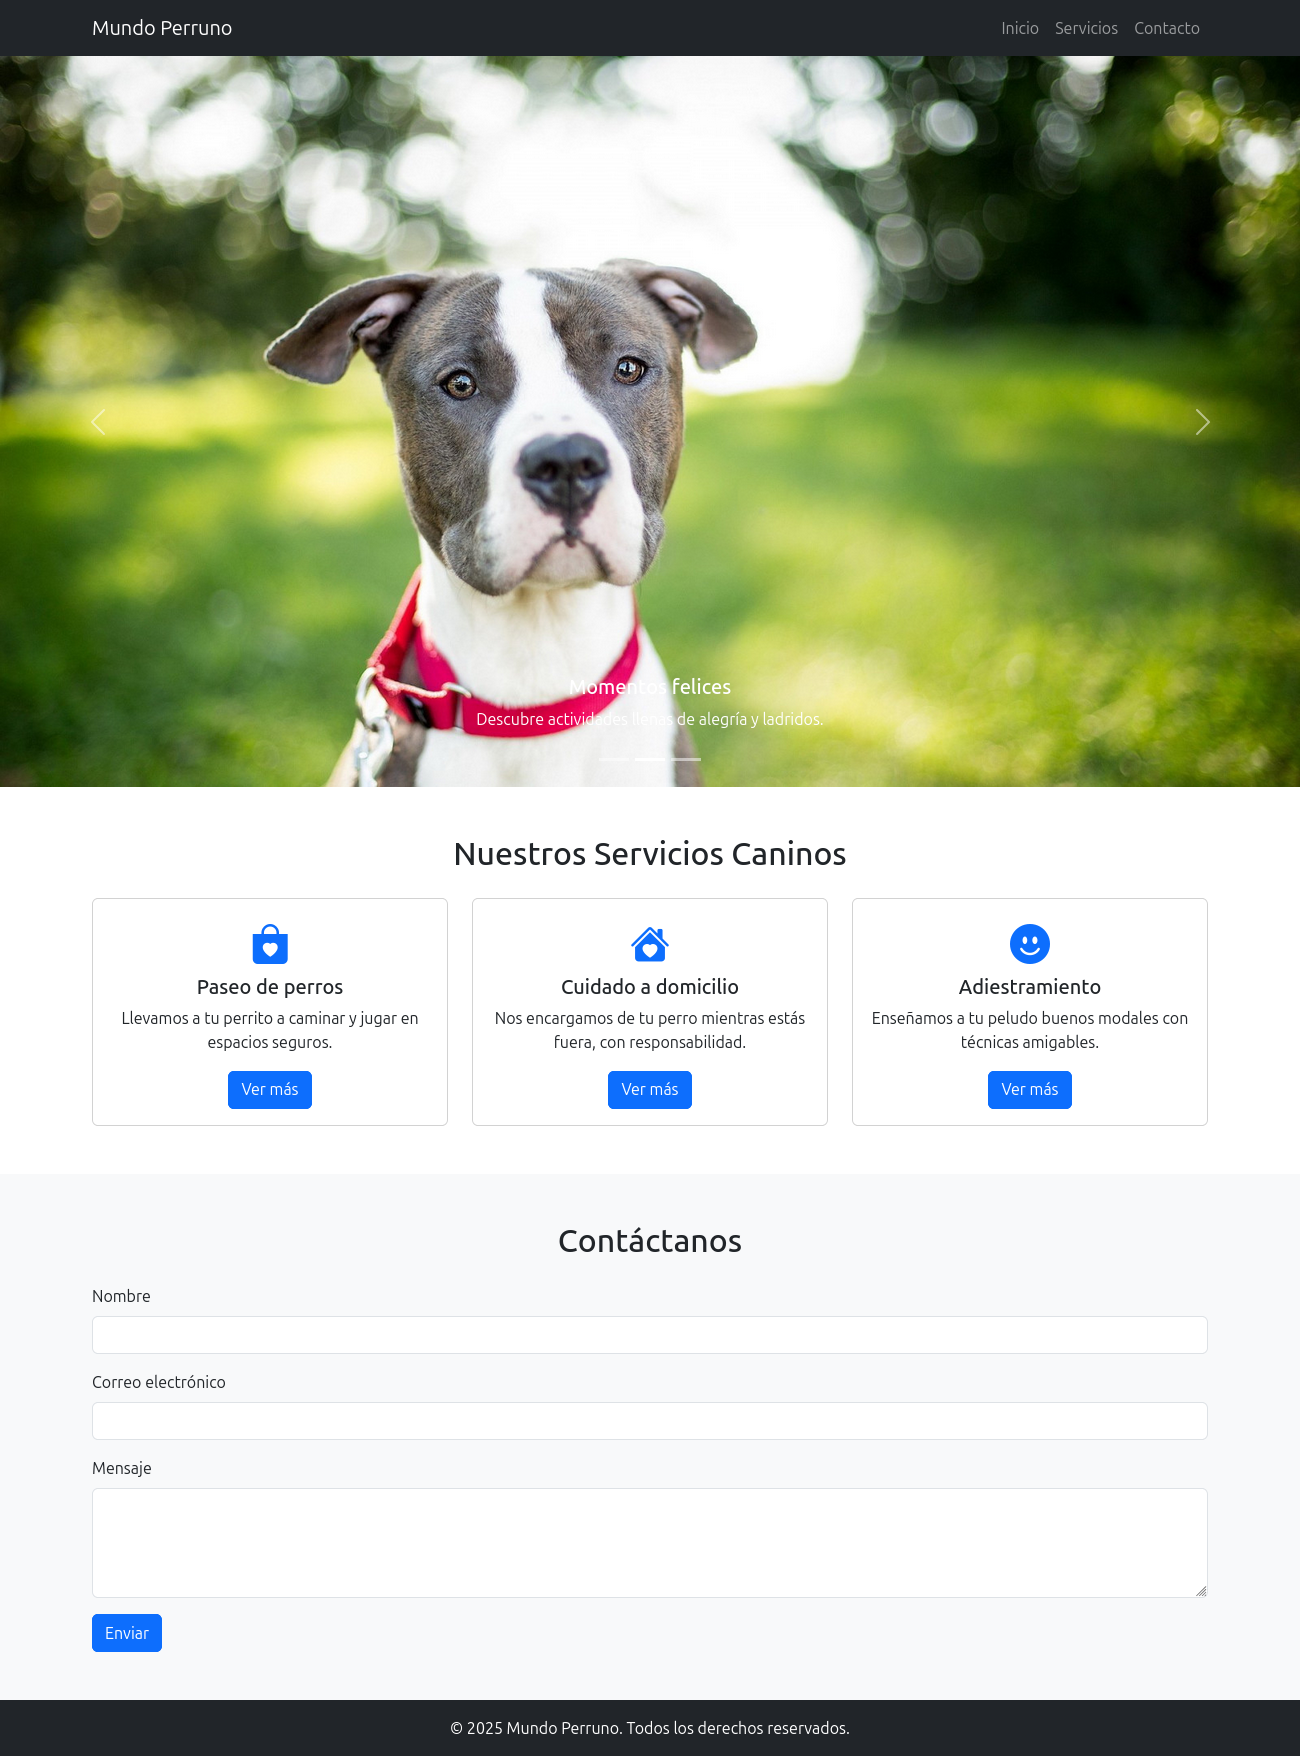 Mundo Perruno
Inicio Servicios Contacto
Momentos felices
Descubre actividades llenas de alegría y ladridos.
Nuestros Servicios Caninos
Paseo de perros
Llevamos a tu perrito a caminar y jugar en
espacios seguros.
Ver más
Cuidado a domicilio
Nos encargamos de tu perro mientras estás
fuera, con responsabilidad.
Ver más
Adiestramiento
Enseñamos a tu peludo buenos modales con
técnicas amigables.
Ver más
Contáctanos
Nombre
Correo electrónico
Mensaje
Enviar
© 2025 Mundo Perruno. Todos los derechos reservados.